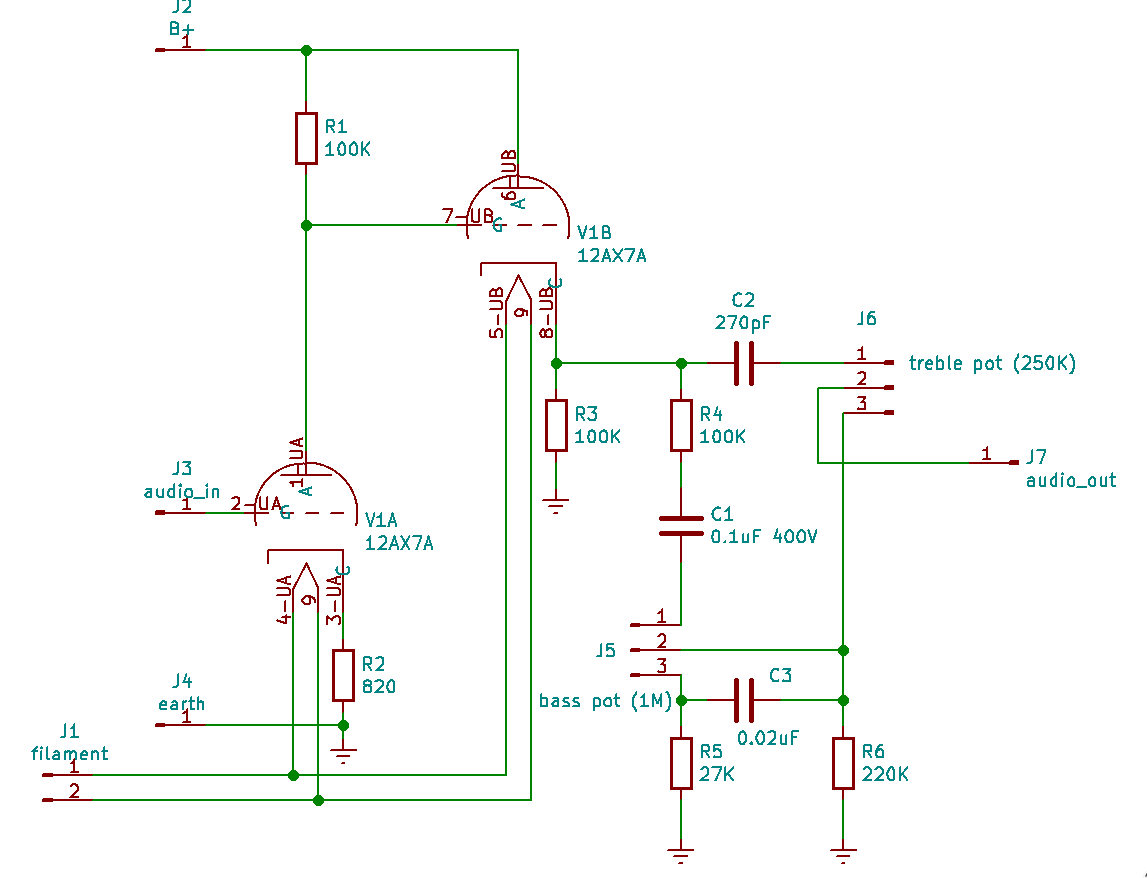 J2
B+
1
R1
100K
6
UB
A
7-UB
G
V1B
12AX7A
C
5-UB
9
8-UB
C2
270pF
J6
1
treble pot (250K)
2
3
R3
100K
R4
100K
1
J7
audio_out
J3
audio_in
1
1
UA
A
2-UA
G
V1A
12AX7A
C
4-UA
9
3-UA
C1
0.1uF 400V
1
2
3
J5
bass pot (1M)
R2
820
C3
0.02uF
J4
earth
1
J1
filament
1
2
R5
27K
R6
220K